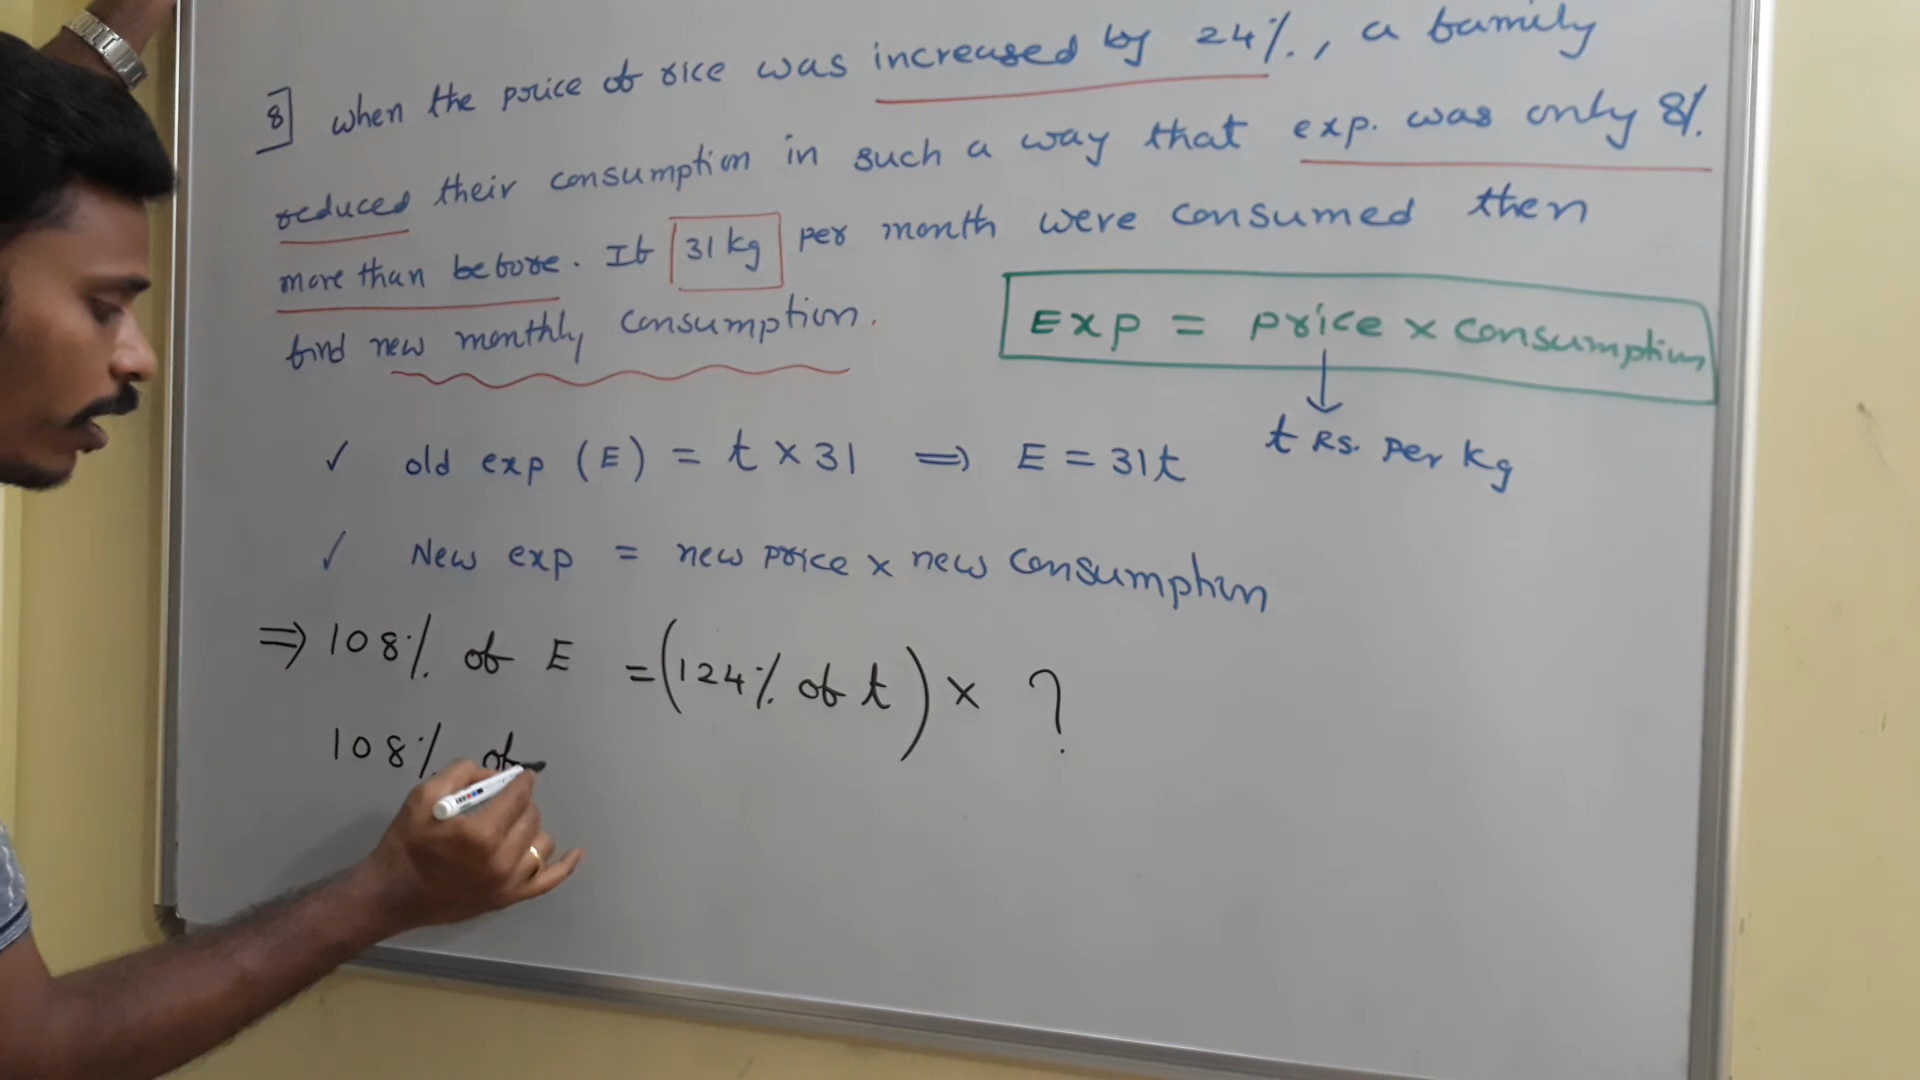 8] when the price of rice was increased by 24%, a family
reduced their consumption in such a way that exp. was only 8%
more than before. If 31 kg per month were consumed then
find new monthly consumption.
Exp = price × consumption
t Rs. per kg
✓ old exp (E) = t × 31 ⟹ E = 31t
✓ New exp = new price × new consumption
⟹ 108% of E = (124% of t) × ?
108% of